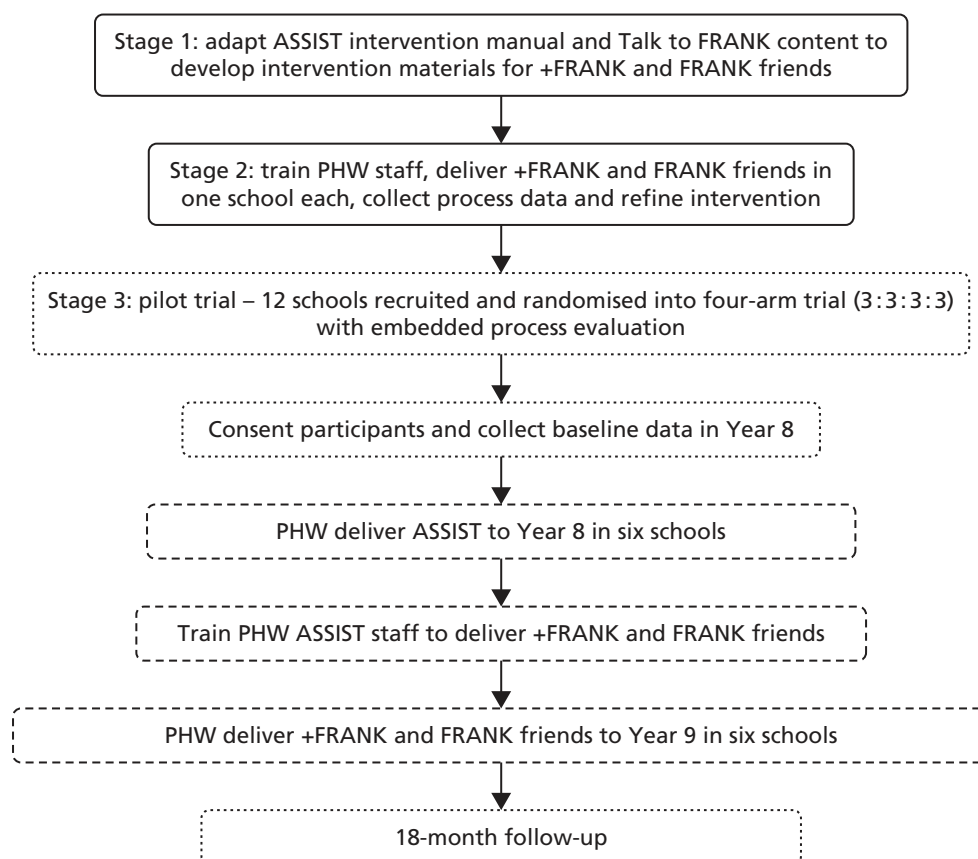 Stage 1: adapt ASSIST intervention manual and Talk to FRANK content to
develop intervention materials for +FRANK and FRANK friends
Stage 2: train PHW staff, deliver +FRANK and FRANK friends in
one school each, collect process data and refine intervention
Stage 3: pilot trial – 12 schools recruited and randomised into four-arm trial (3:3:3:3)
with embedded process evaluation
Consent participants and collect baseline data in Year 8
PHW deliver ASSIST to Year 8 in six schools
Train PHW ASSIST staff to deliver +FRANK and FRANK friends
PHW deliver +FRANK and FRANK friends to Year 9 in six schools
18-month follow-up